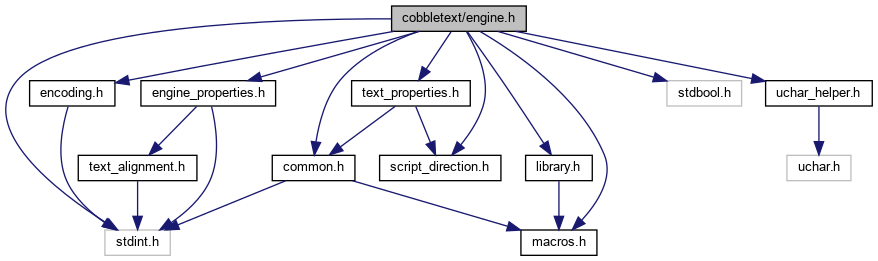 cobbletext/engine.h
encoding.h
engine_properties.h
text_properties.h
stdbool.h
uchar_helper.h
text_alignment.h
common.h
script_direction.h
library.h
uchar.h
stdint.h
macros.h